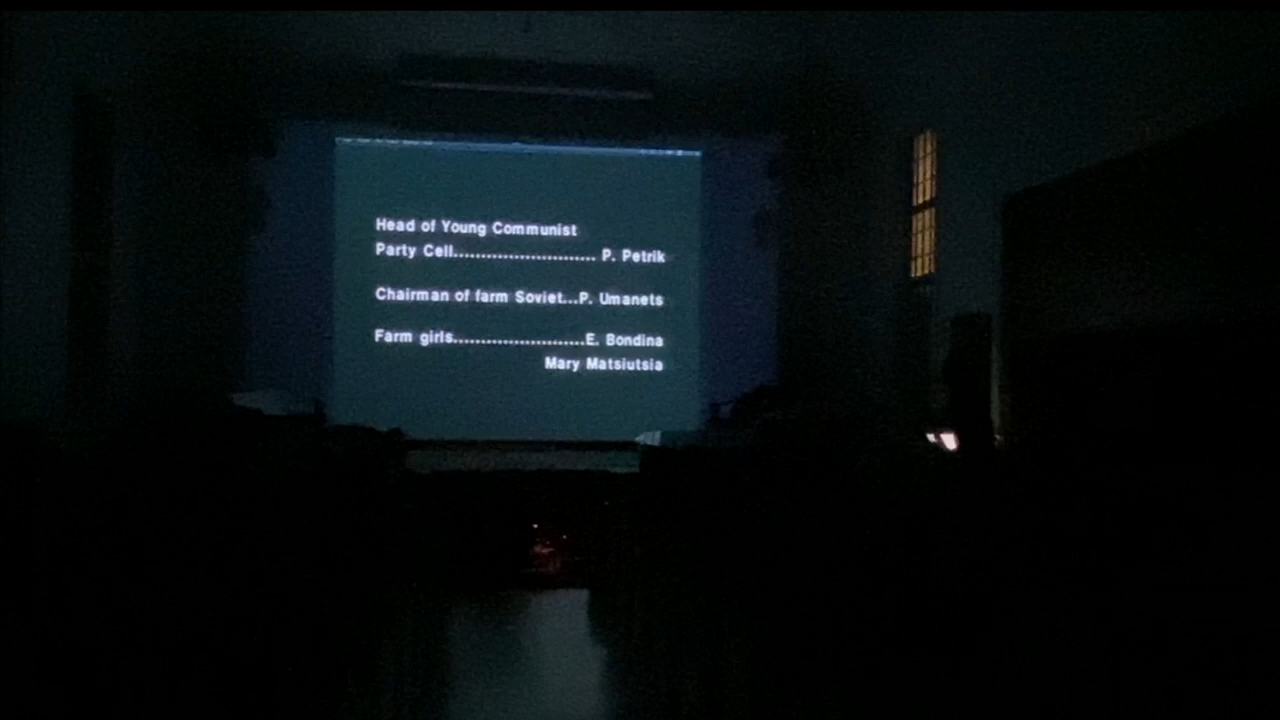 Head of Young Communist
Party Cell.......................... P. Petrik
Chairman of farm Soviet...P. Umanets
Farm girls........................E. Bondina
Mary Matsiutsia